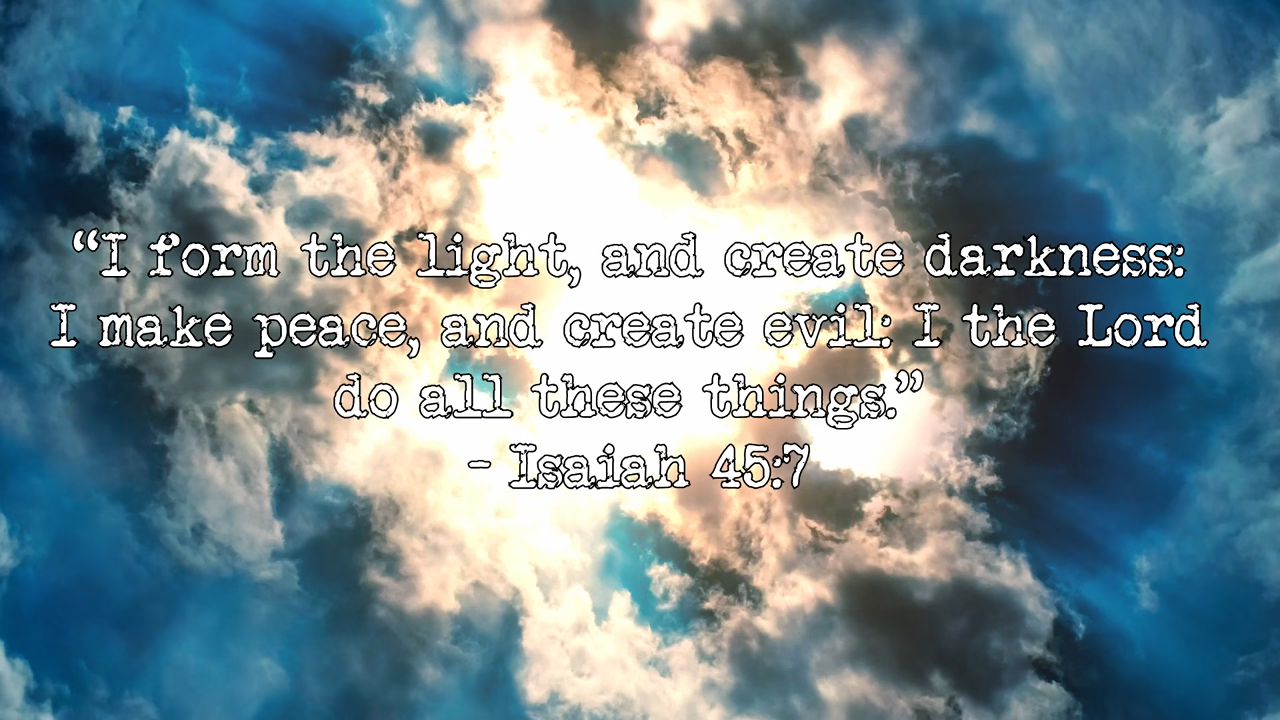 “I form the light, and create darkness:
I make peace, and create evil: I the Lord
do all these things.”
- Isaiah 45:7